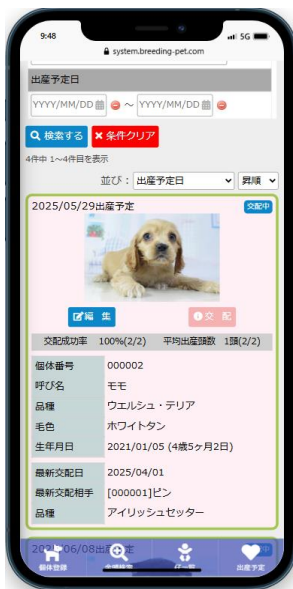 9:48
5G
system.breeding-pet.com
出産予定日
YYYY/MM/DD ~ YYYY/MM/DD
検索する 条件クリア
4件中 1~4件目を表示
並び: 出産予定日 昇順
2025/05/29出産予定 交配中
編 集 交 配
交配成功率 100%(2/2) 平均出産頭数 1頭(2/2)
個体番号 000002
呼び名 モモ
品種 ウエルシュ・テリア
毛色 ホワイトタン
生年月日 2021/01/05 (4歳5ヶ月2日)
最新交配日 2025/04/01
最新交配相手 [000001]ピン
品種 アイリッシュセッター
2025/06/08出産予定
個体登録 出産予定